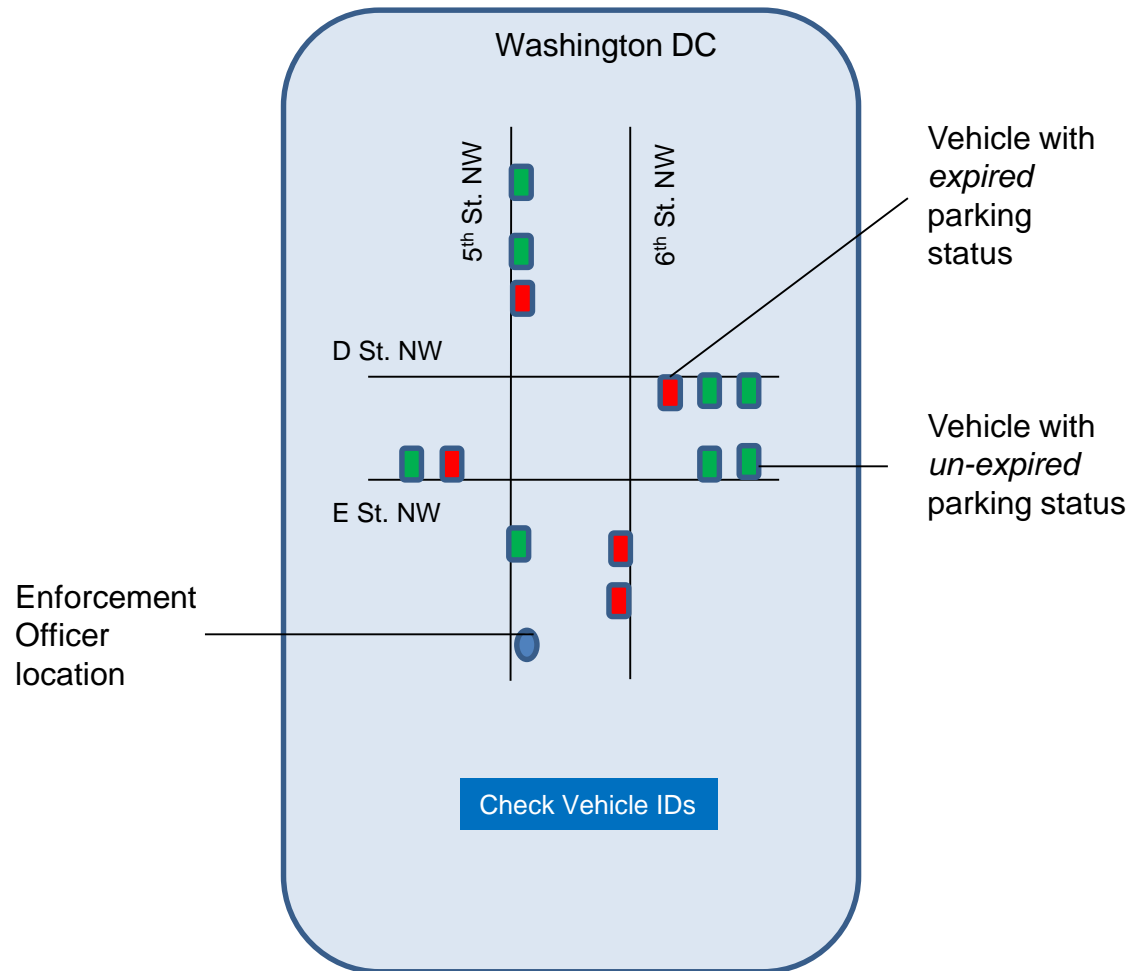 Washington DC
5th St. NW
6th St. NW
Vehicle with
expired
parking
status
D St. NW
Vehicle with
un-expired
parking status
E St. NW
Enforcement
Officer
location
Check Vehicle IDs